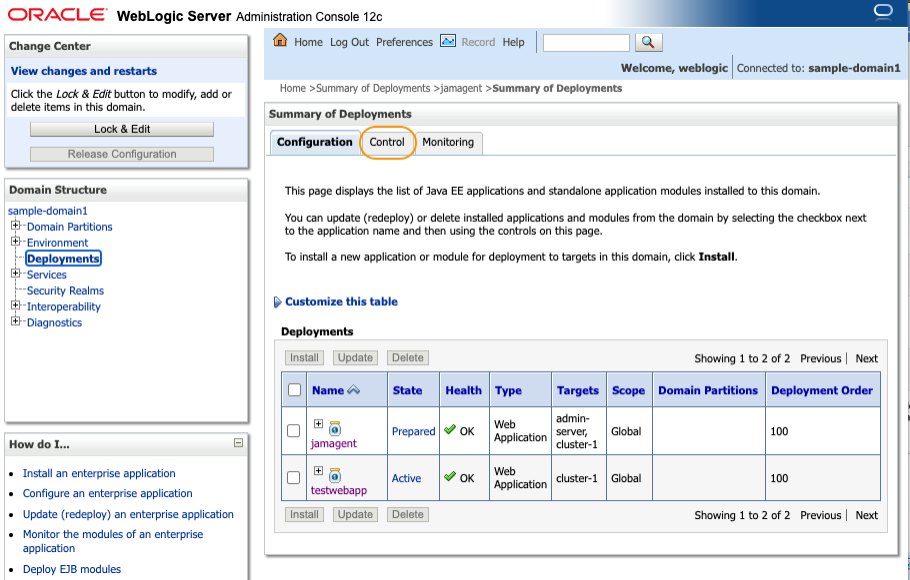 ORACLE® WebLogic Server Administration Console 12c
Change Center
View changes and restarts
Click the Lock & Edit button to modify, add or
delete items in this domain.
Lock & Edit
Release Configuration
Domain Structure
sample-domain1
Domain Partitions
Environment
Deployments
Services
Security Realms
Interoperability
Diagnostics
How do I...
Install an enterprise application
Configure an enterprise application
Update (redeploy) an enterprise application
Monitor the modules of an enterprise
application
Deploy EJB modules
Home Log Out Preferences Record Help
Welcome, weblogic Connected to: sample-domain1
Home >Summary of Deployments >jamagent >Summary of Deployments
Summary of Deployments
Configuration Control Monitoring
This page displays the list of Java EE applications and standalone application modules installed to this domain.
You can update (redeploy) or delete installed applications and modules from the domain by selecting the checkbox next
to the application name and then using the controls on this page.
To install a new application or module for deployment to targets in this domain, click Install.
Customize this table
Deployments
Install Update Delete Showing 1 to 2 of 2 Previous | Next
Name State Health Type Targets Scope Domain Partitions Deployment Order
jamagent Prepared OK Web Application admin-server, cluster-1 Global 100
testwebapp Active OK Web Application cluster-1 Global 100
Install Update Delete Showing 1 to 2 of 2 Previous | Next